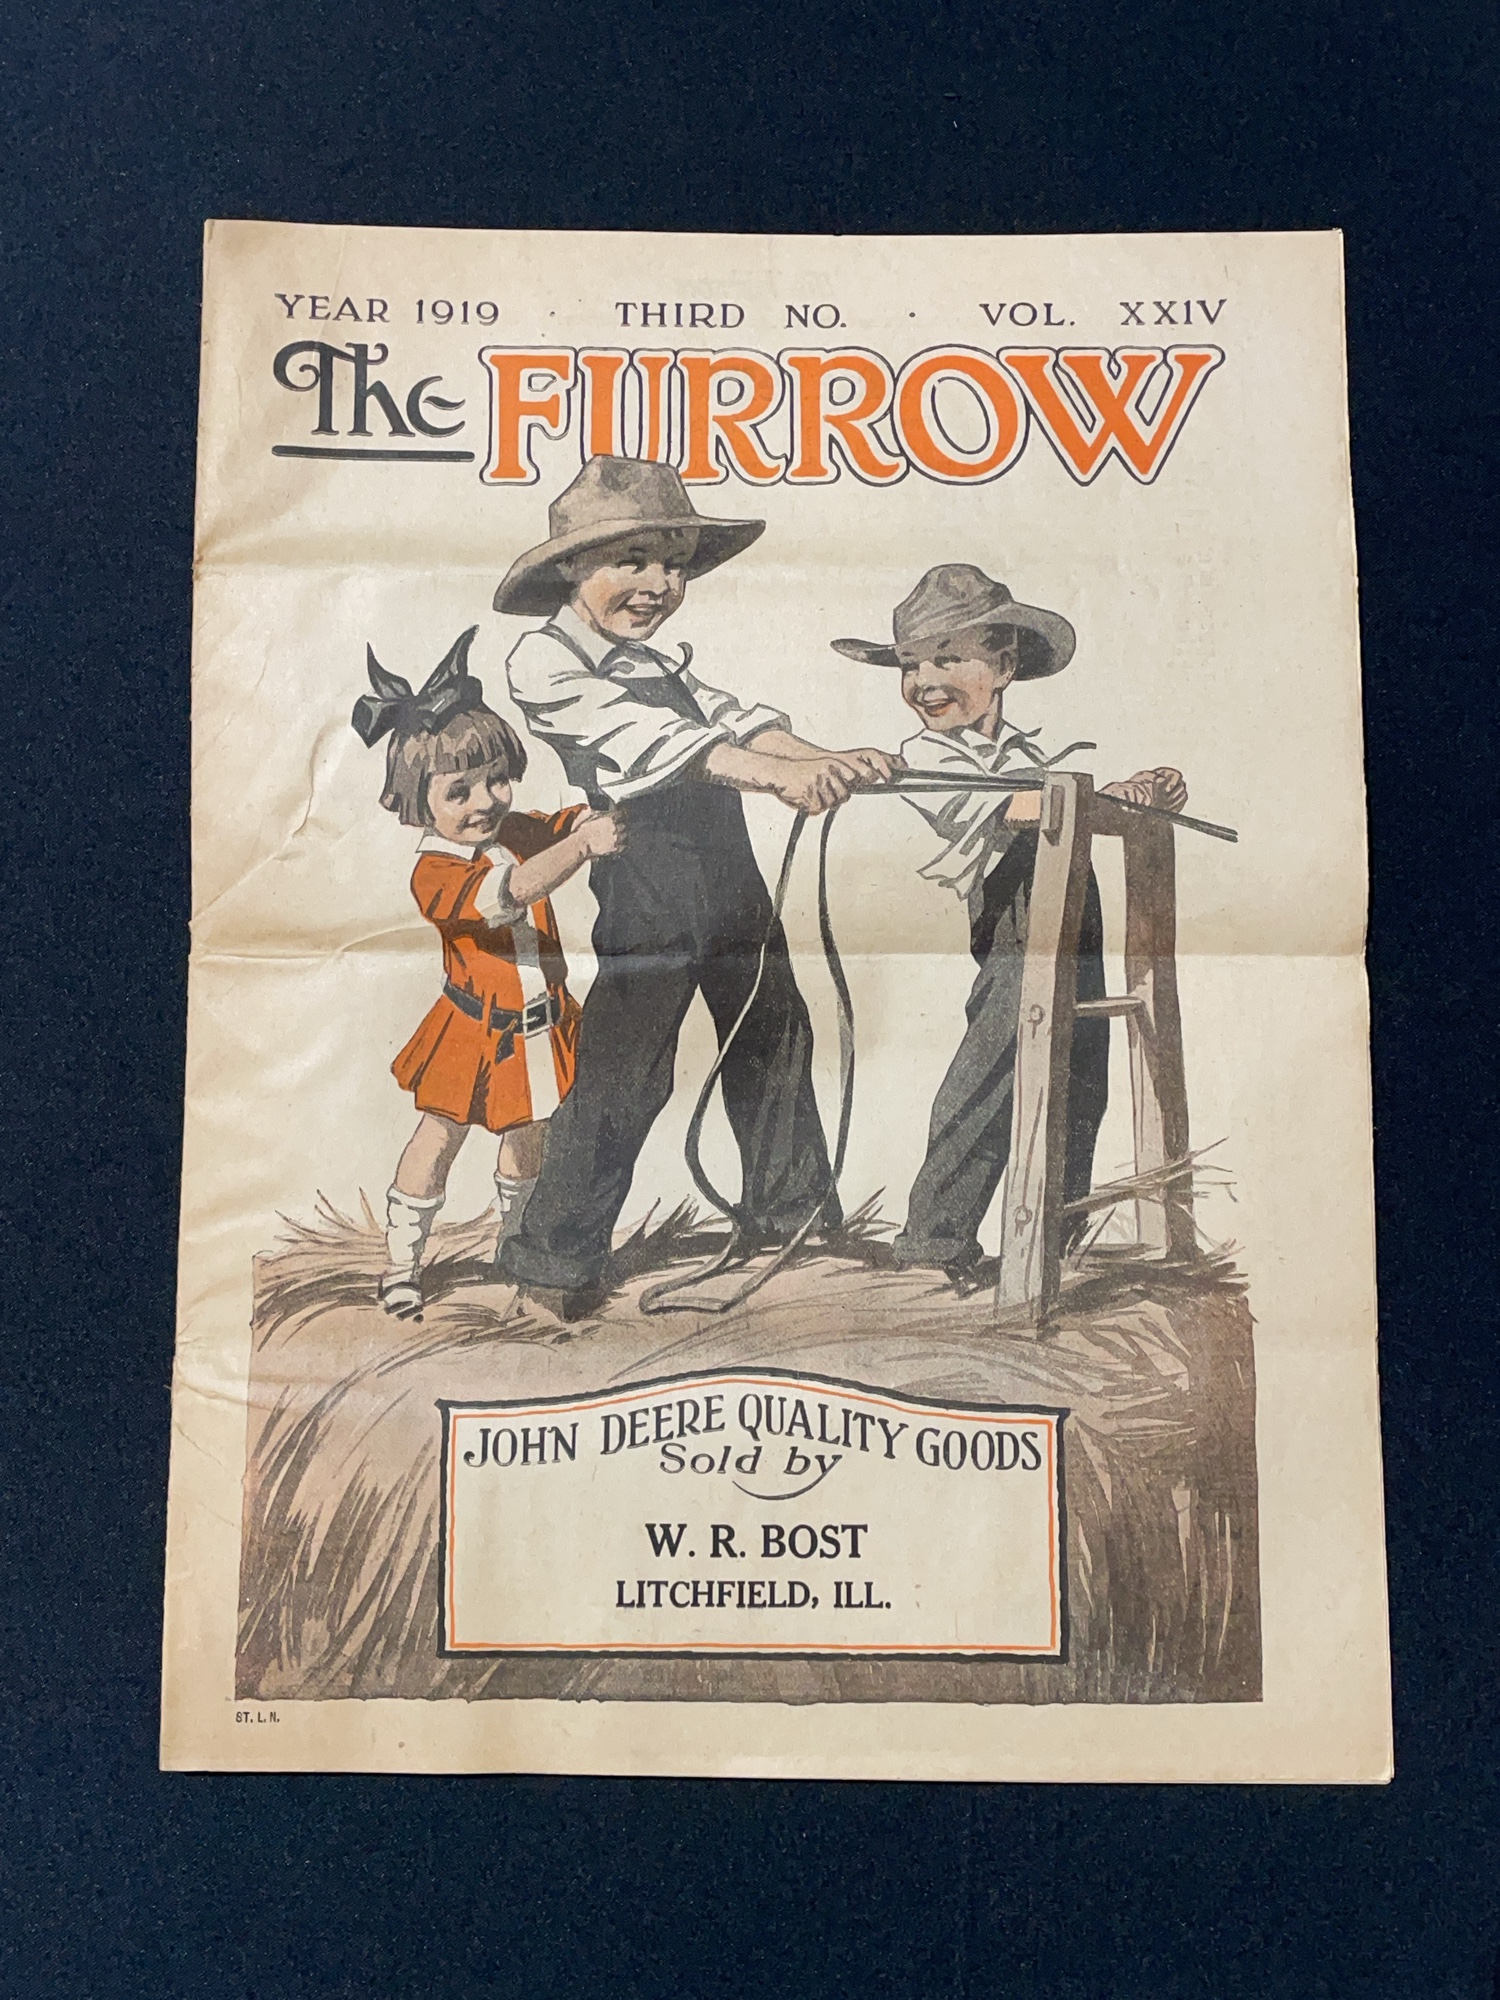 YEAR 1919 · THIRD NO. · VOL. XXIV
The FURROW
JOHN DEERE QUALITY GOODS
Sold by
W. R. BOST
LITCHFIELD, ILL.
ST. L. N.